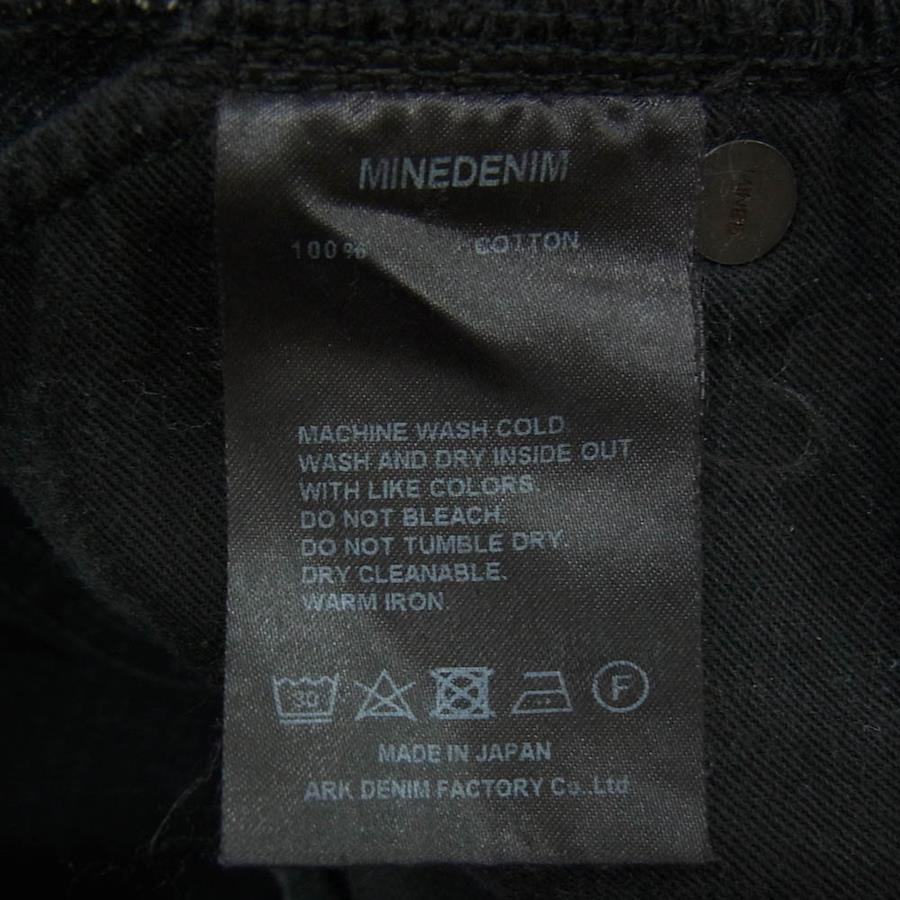 MINEDENIM
100% COTTON
MACHINE WASH COLD
WASH AND DRY INSIDE OUT
WITH LIKE COLORS.
DO NOT BLEACH.
DO NOT TUMBLE DRY.
DRY CLEANABLE.
WARM IRON.
30 F
MADE IN JAPAN
ARK DENIM FACTORY Co.,Ltd